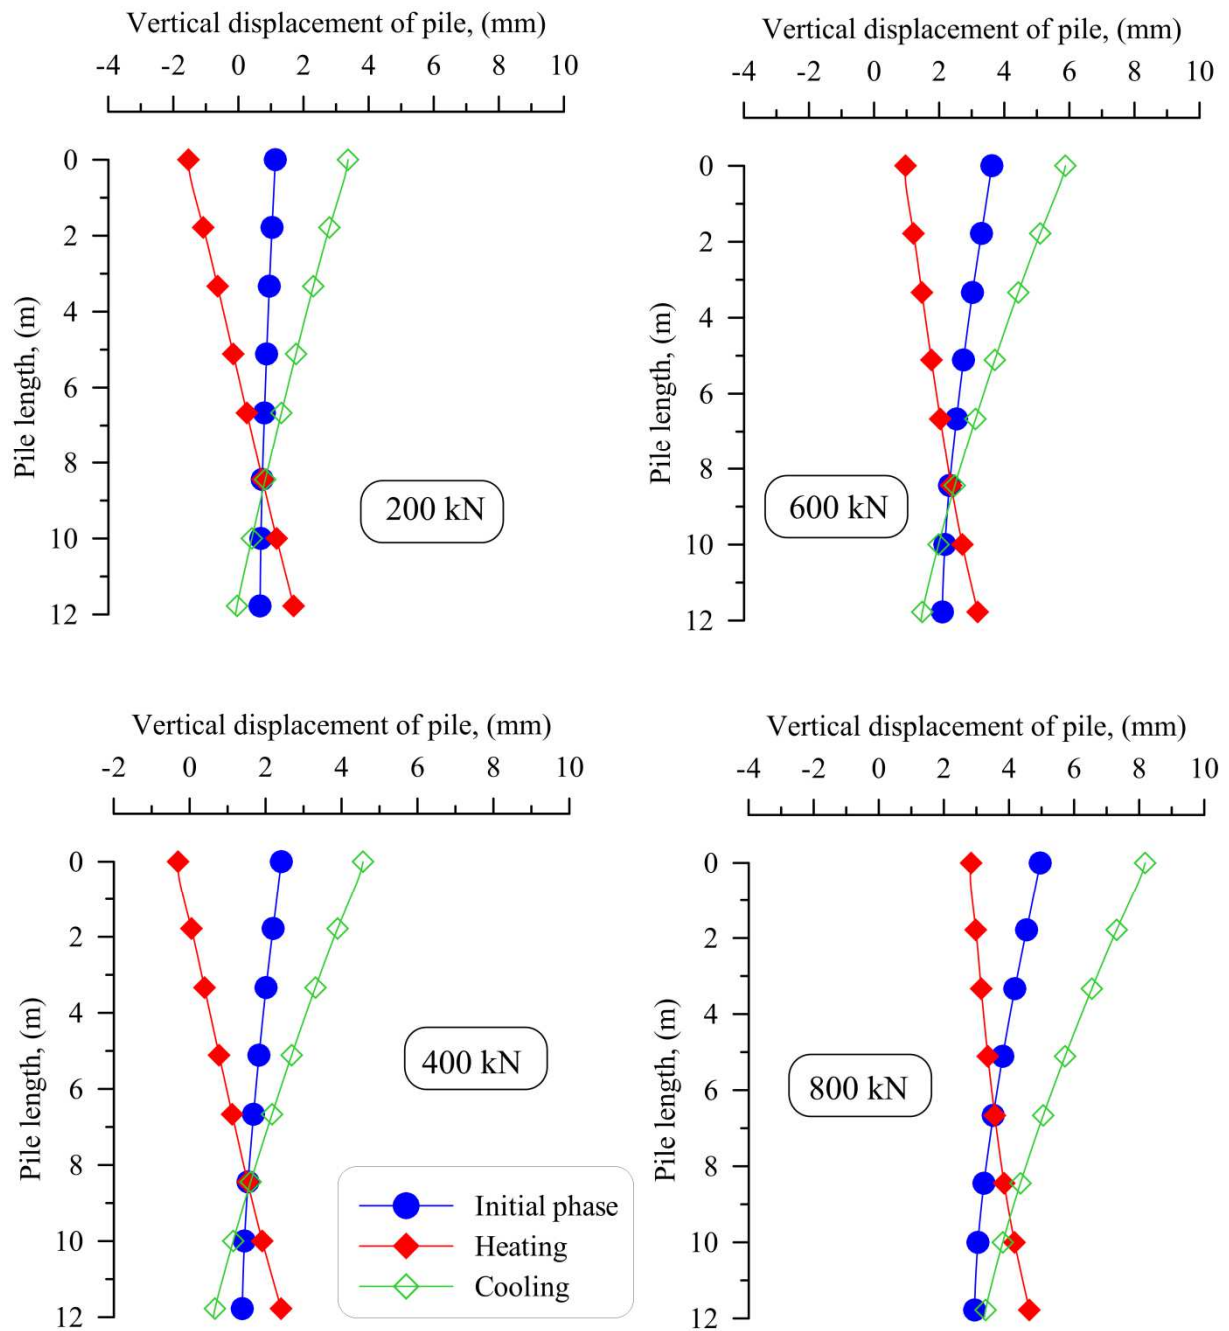 Vertical displacement of pile, (mm)
-4 -2 0 2 4 6 8 10
0
2
4
6
8
10
12
Pile length, (m)
200 kN
Vertical displacement of pile, (mm)
-4 -2 0 2 4 6 8 10
0
2
4
6
8
10
12
Pile length, (m)
600 kN
Vertical displacement of pile, (mm)
-2 0 2 4 6 8 10
0
2
4
6
8
10
12
Pile length, (m)
400 kN
Initial phase
Heating
Cooling
Vertical displacement of pile, (mm)
-4 -2 0 2 4 6 8 10
0
2
4
6
8
10
12
Pile length, (m)
800 kN